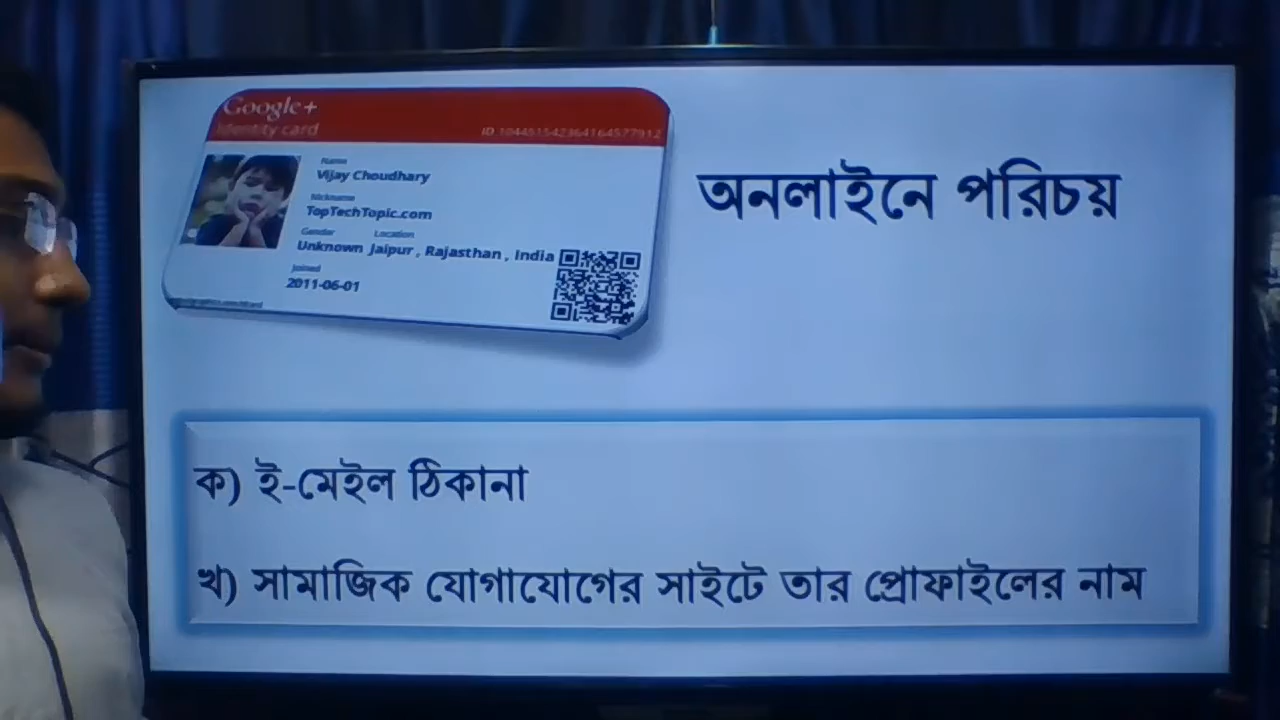 Google+
Identity card
ID 104451542364164577912
Name
Vijay Choudhary
Nickname
TopTechTopic.com
Gender Location
Unknown Jaipur , Rajasthan , India
Joined
2011-06-01
অনলাইনে পরিচয়
ক) ই-মেইল ঠিকানা
খ) সামাজিক যোগাযোগের সাইটে তার প্রোফাইলের নাম